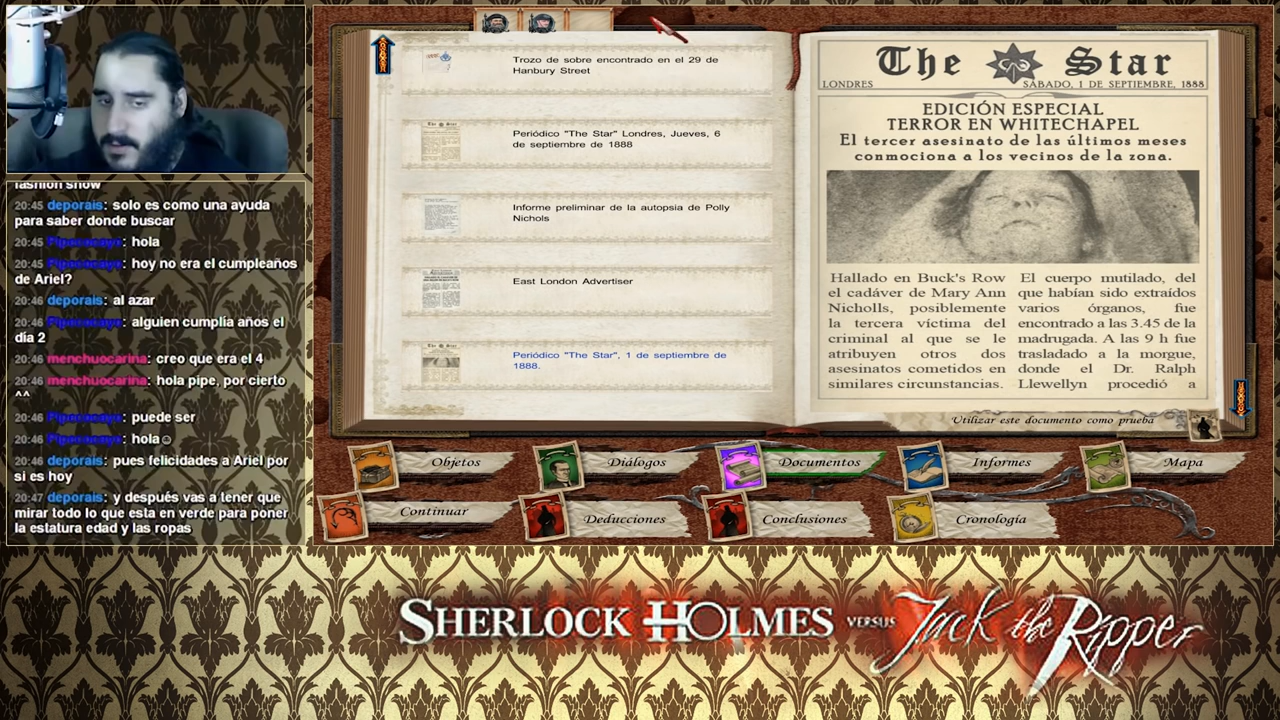 fashion show
20:45 deporais: solo es como una ayuda
para saber donde buscar
20:45 Pipecocayo: hola
20:45 Pipecocayo: hoy no era el cumpleaños
de Ariel?
20:46 deporais: al azar
20:46 Pipecocayo: alguien cumplía años el
día 2
20:46 menchuocarina: creo que era el 4
20:46 menchuocarina: hola pipe, por cierto
^^
20:46 Pipecocayo: puede ser
20:46 Pipecocayo: hola☺
20:46 deporais: pues felicidades a Ariel por
si es hoy
20:47 deporais: y después vas a tener que
mirar todo lo que esta en verde para poner
la estatura edad y las ropas
Trozo de sobre encontrado en el 29 de
Hanbury Street
Periódico "The Star" Londres, Jueves, 6
de septiembre de 1888
Informe preliminar de la autopsia de Polly
Nichols
East London Advertiser
Periódico "The Star", 1 de septiembre de
1888.
The Star
LONDRES SÁBADO, 1 DE SEPTIEMBRE, 1888
EDICIÓN ESPECIAL
TERROR EN WHITECHAPEL
El tercer asesinato de las últimos meses
conmociona a los vecinos de la zona.
Hallado en Buck's Row
el cadáver de Mary Ann
Nicholls, posiblemente
la tercera víctima del
criminal al que se le
atribuyen otros dos
asesinatos cometidos en
similares circunstancias.
El cuerpo mutilado, del
que habían sido extraídos
varios órganos, fue
encontrado a las 3.45 de la
madrugada. A las 9 h fue
trasladado a la morgue,
donde el Dr. Ralph
Llewellyn procedió a
Utilizar este documento como prueba
Objetos
Diálogos
Documentos
Informes
Mapa
Continuar
Deducciones
Conclusiones
Cronología
SHERLOCK HOLMES VERSUS Jack the Ripper